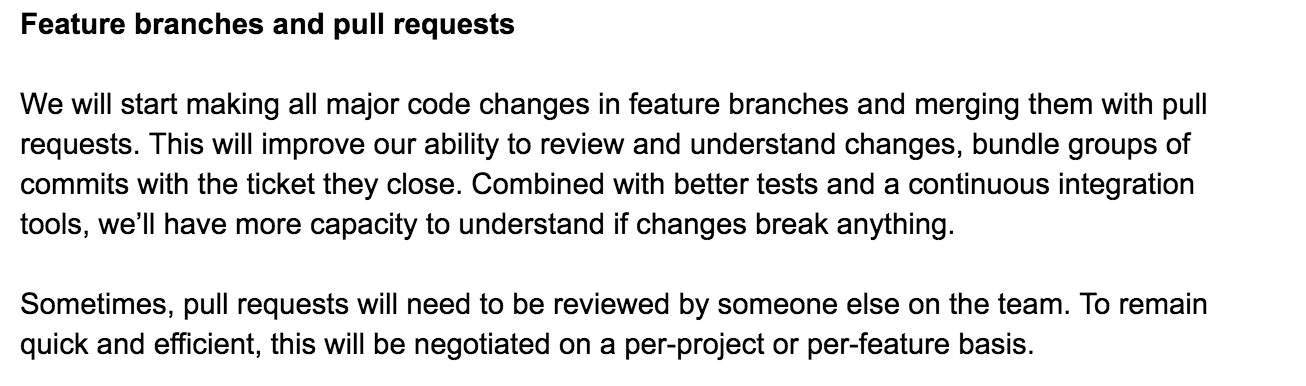 Feature branches and pull requests
We will start making all major code changes in feature branches and merging them with pull
requests. This will improve our ability to review and understand changes, bundle groups of
commits with the ticket they close. Combined with better tests and a continuous integration
tools, we’ll have more capacity to understand if changes break anything.
Sometimes, pull requests will need to be reviewed by someone else on the team. To remain
quick and efficient, this will be negotiated on a per-project or per-feature basis.